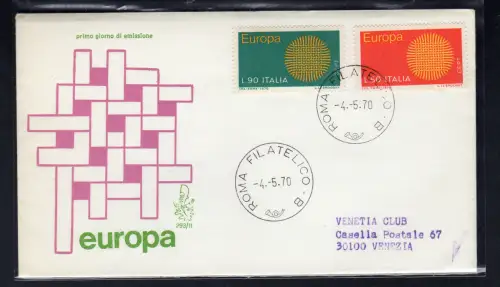 primo giorno di emissione
Europa
L.90 ITALIA
Europa
L.50 ITALIA
ROMA FILATELICO - B
-4.-5.70
ROMA FILATELICO - B
-4.-5.70
VENETIA CLUB
Casella Postale 67
30100 VENEZIA
europa